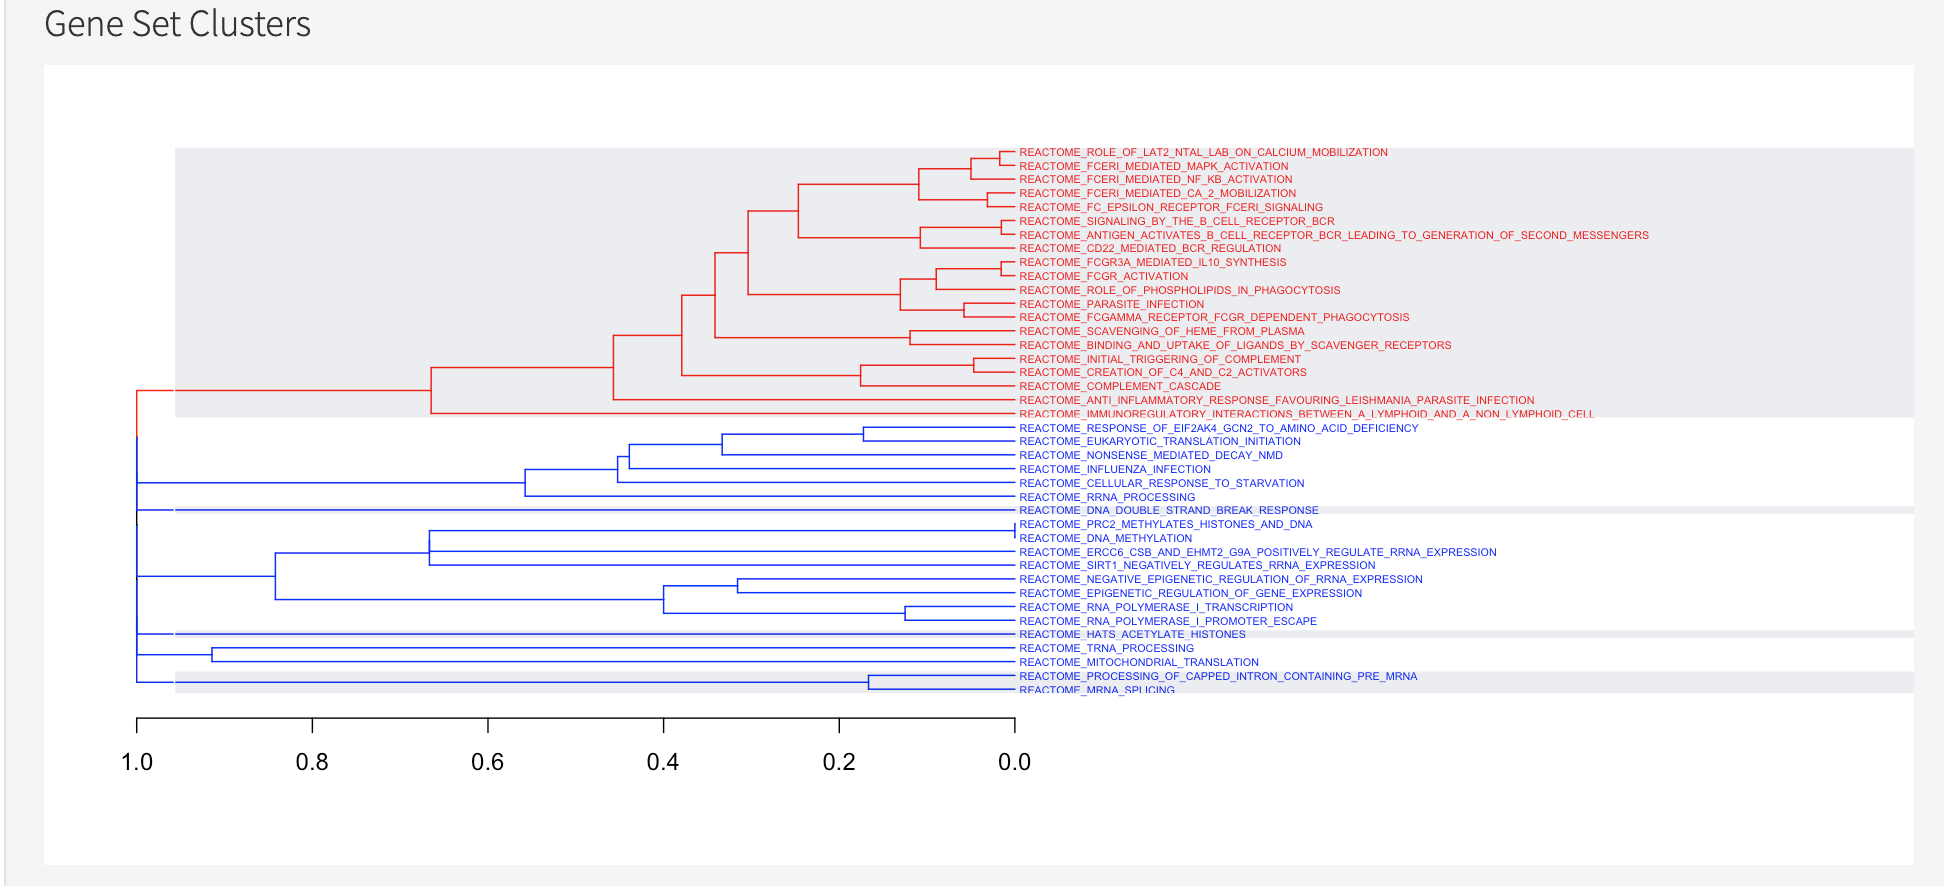 Gene Set Clusters
REACTOME_ROLE_OF_LAT2_NTAL_LAB_ON_CALCIUM_MOBILIZATION
REACTOME_FCERI_MEDIATED_MAPK_ACTIVATION
REACTOME_FCERI_MEDIATED_NF_KB_ACTIVATION
REACTOME_FCERI_MEDIATED_CA_2_MOBILIZATION
REACTOME_FC_EPSILON_RECEPTOR_FCERI_SIGNALING
REACTOME_SIGNALING_BY_THE_B_CELL_RECEPTOR_BCR
REACTOME_ANTIGEN_ACTIVATES_B_CELL_RECEPTOR_BCR_LEADING_TO_GENERATION_OF_SECOND_MESSENGERS
REACTOME_CD22_MEDIATED_BCR_REGULATION
REACTOME_FCGR3A_MEDIATED_IL10_SYNTHESIS
REACTOME_FCGR_ACTIVATION
REACTOME_ROLE_OF_PHOSPHOLIPIDS_IN_PHAGOCYTOSIS
REACTOME_PARASITE_INFECTION
REACTOME_FCGAMMA_RECEPTOR_FCGR_DEPENDENT_PHAGOCYTOSIS
REACTOME_SCAVENGING_OF_HEME_FROM_PLASMA
REACTOME_BINDING_AND_UPTAKE_OF_LIGANDS_BY_SCAVENGER_RECEPTORS
REACTOME_INITIAL_TRIGGERING_OF_COMPLEMENT
REACTOME_CREATION_OF_C4_AND_C2_ACTIVATORS
REACTOME_COMPLEMENT_CASCADE
REACTOME_ANTI_INFLAMMATORY_RESPONSE_FAVOURING_LEISHMANIA_PARASITE_INFECTION
REACTOME_IMMUNOREGULATORY_INTERACTIONS_BETWEEN_A_LYMPHOID_AND_A_NON_LYMPHOID_CELL
REACTOME_RESPONSE_OF_EIF2AK4_GCN2_TO_AMINO_ACID_DEFICIENCY
REACTOME_EUKARYOTIC_TRANSLATION_INITIATION
REACTOME_NONSENSE_MEDIATED_DECAY_NMD
REACTOME_INFLUENZA_INFECTION
REACTOME_CELLULAR_RESPONSE_TO_STARVATION
REACTOME_RRNA_PROCESSING
REACTOME_DNA_DOUBLE_STRAND_BREAK_RESPONSE
REACTOME_PRC2_METHYLATES_HISTONES_AND_DNA
REACTOME_DNA_METHYLATION
REACTOME_ERCC6_CSB_AND_EHMT2_G9A_POSITIVELY_REGULATE_RRNA_EXPRESSION
REACTOME_SIRT1_NEGATIVELY_REGULATES_RRNA_EXPRESSION
REACTOME_NEGATIVE_EPIGENETIC_REGULATION_OF_RRNA_EXPRESSION
REACTOME_EPIGENETIC_REGULATION_OF_GENE_EXPRESSION
REACTOME_RNA_POLYMERASE_I_TRANSCRIPTION
REACTOME_RNA_POLYMERASE_I_PROMOTER_ESCAPE
REACTOME_HATS_ACETYLATE_HISTONES
REACTOME_TRNA_PROCESSING
REACTOME_MITOCHONDRIAL_TRANSLATION
REACTOME_PROCESSING_OF_CAPPED_INTRON_CONTAINING_PRE_MRNA
REACTOME_MRNA_SPLICING
1.0 0.8 0.6 0.4 0.2 0.0